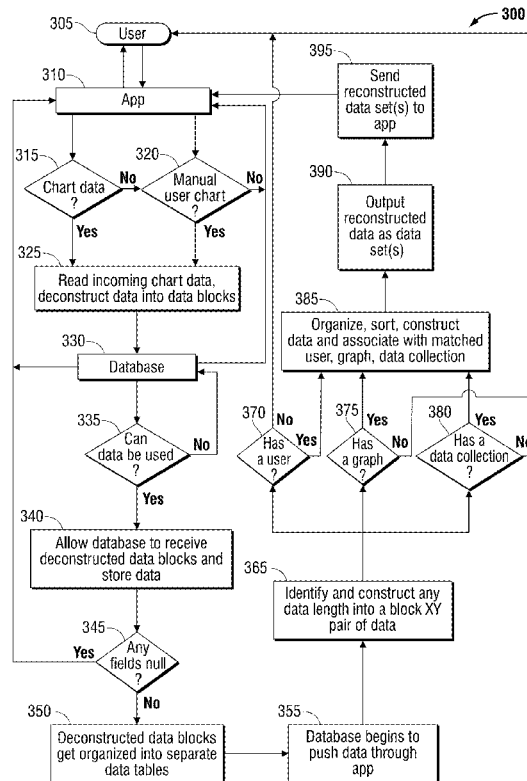 300
305
User
310
App
315
Chart data
?
No
Yes
320
Manual
user chart
?
No
Yes
325
Read incoming chart data,
deconstruct data into data blocks
330
Database
335
Can
data be used
?
No
Yes
340
Allow database to receive
deconstructed data blocks and
store data
345
Any
fields null
?
Yes
No
350
Deconstructed data blocks
get organized into separate
data tables
355
Database begins to
push data through
app
365
Identify and construct any
data length into a block XY
pair of data
370
Has
a user
?
No
Yes
375
Has
a graph
?
Yes
No
380
Has a
data collection
?
Yes
No
385
Organize, sort, construct
data and associate with matched
user, graph, data collection
390
Output
reconstructed
data as data
set(s)
395
Send
reconstructed
data set(s) to
app